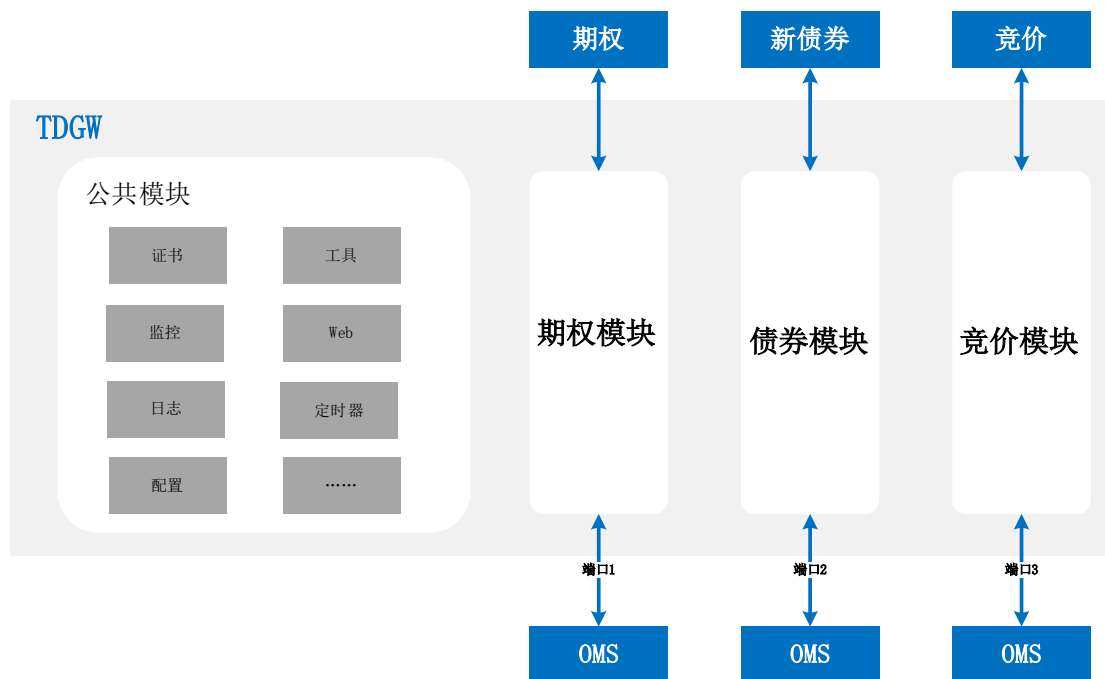 期权
新债券
竞价
TDGW
公共模块
证书
工具
监控
Web
日志
定时器
配置
……
期权模块
债券模块
竞价模块
端口1
端口2
端口3
OMS
OMS
OMS